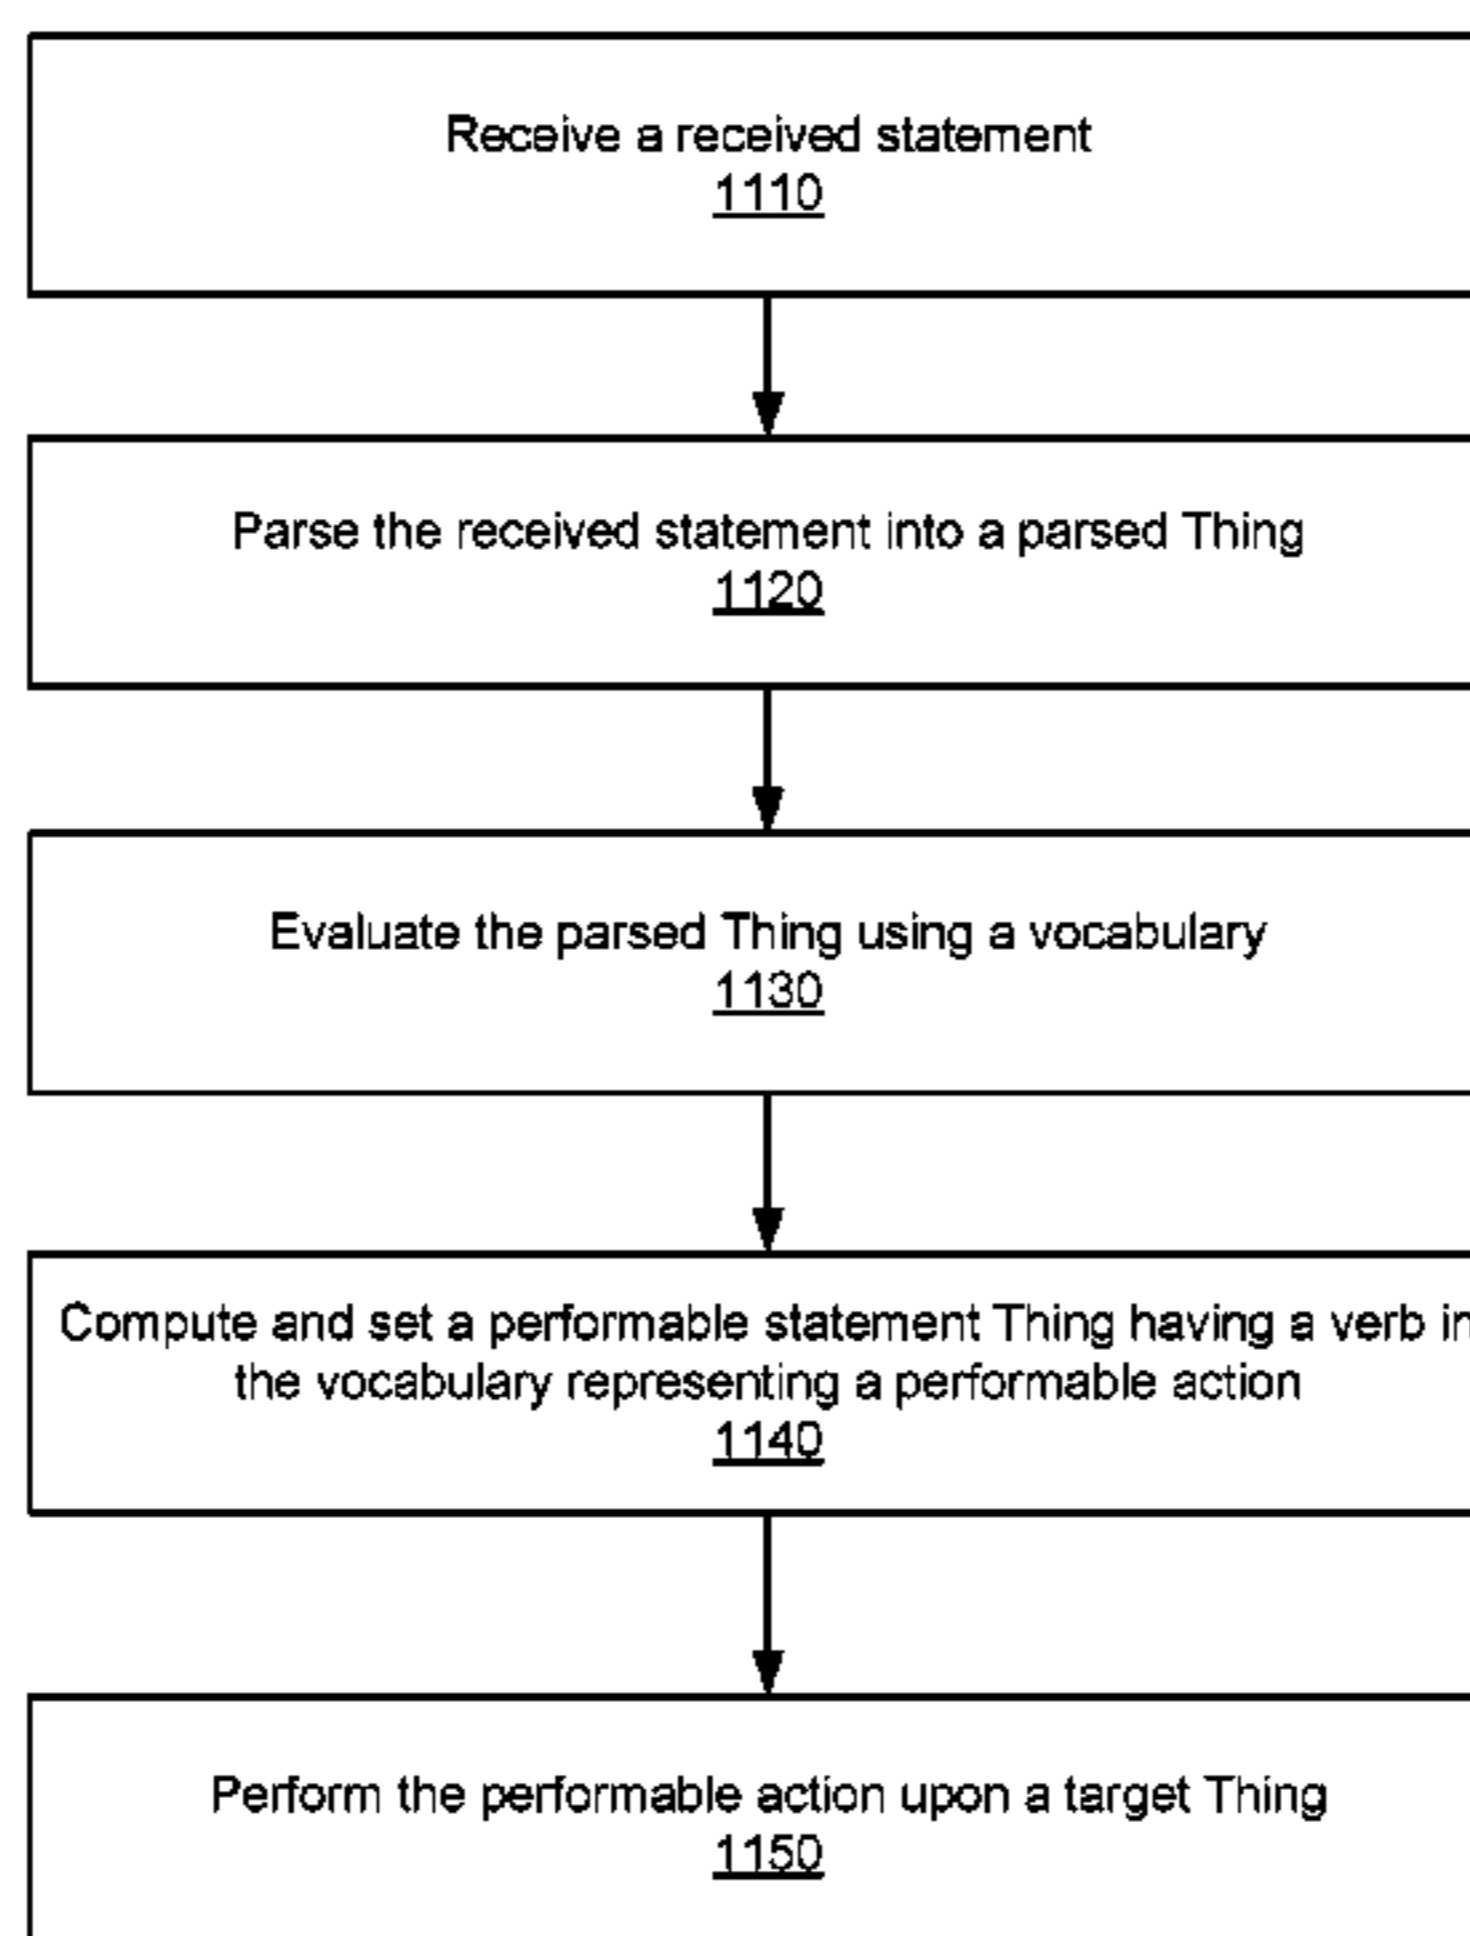 Receive a received statement
1110
Parse the received statement into a parsed Thing
1120
Evaluate the parsed Thing using a vocabulary
1130
Compute and set a performable statement Thing having a verb in
the vocabulary representing a performable action
1140
Perform the performable action upon a target Thing
1150